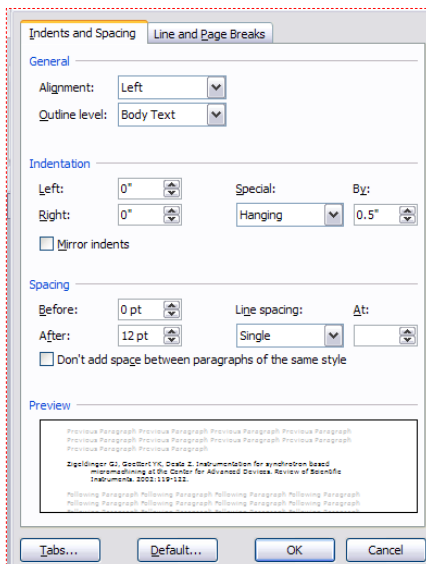 Indents and Spacing Line and Page Breaks
General
Alignment: Left
Outline level: Body Text
Indentation
Left: 0" Special: By:
Right: 0" Hanging 0.5"
Mirror indents
Spacing
Before: 0 pt Line spacing: At:
After: 12 pt Single
Don't add space between paragraphs of the same style
Preview
Previous Paragraph Previous Paragraph Previous Paragraph Previous Paragraph
Previous Paragraph Previous Paragraph Previous Paragraph Previous Paragraph
Previous Paragraph Previous Paragraph
Zigeldinger GJ, Goettert YK, Desta Z. Instrumentation for synchrotron based
micromachining at the Center for Advanced Devices. Review of Scientific
Instruments. 2002:119-122.
Following Paragraph Following Paragraph Following Paragraph Following Paragraph
Following Paragraph Following Paragraph Following Paragraph Following Paragraph
Following Paragraph Following Paragraph Following Paragraph Following Paragraph
Tabs... Default... OK Cancel